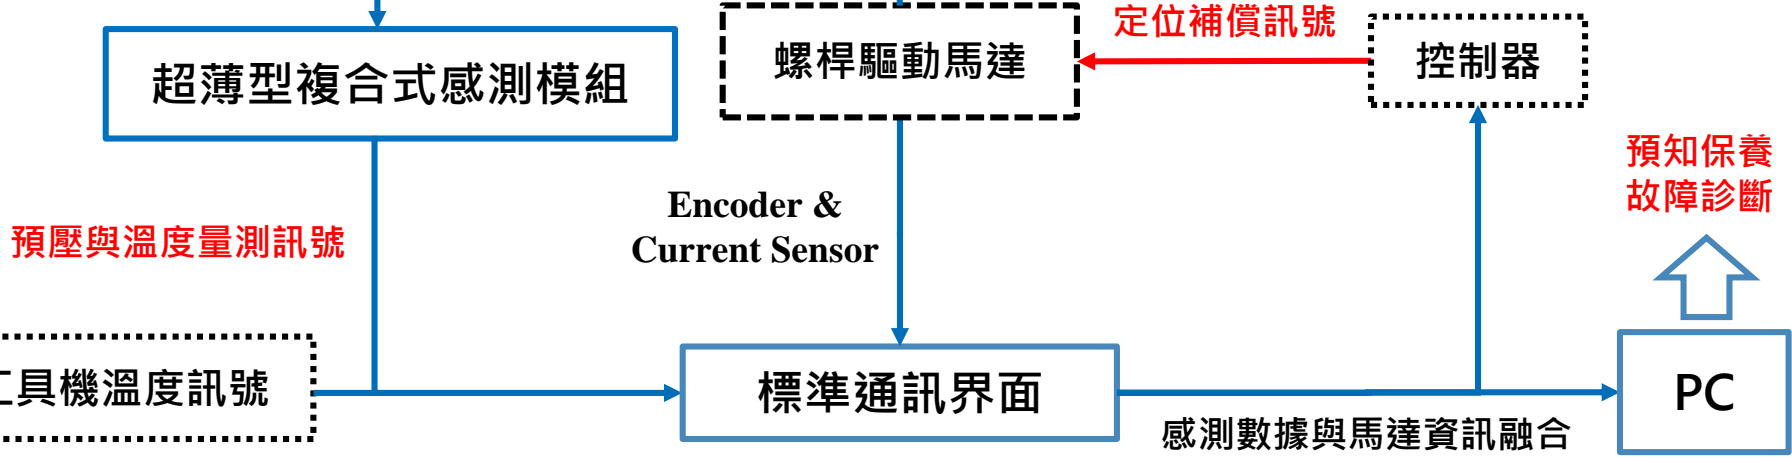 定位補償訊號
螺桿驅動馬達
控制器
超薄型複合式感測模組
預知保養
故障診斷
Encoder &
Current Sensor
預壓與溫度量測訊號
工具機溫度訊號
標準通訊界面
PC
感測數據與馬達資訊融合